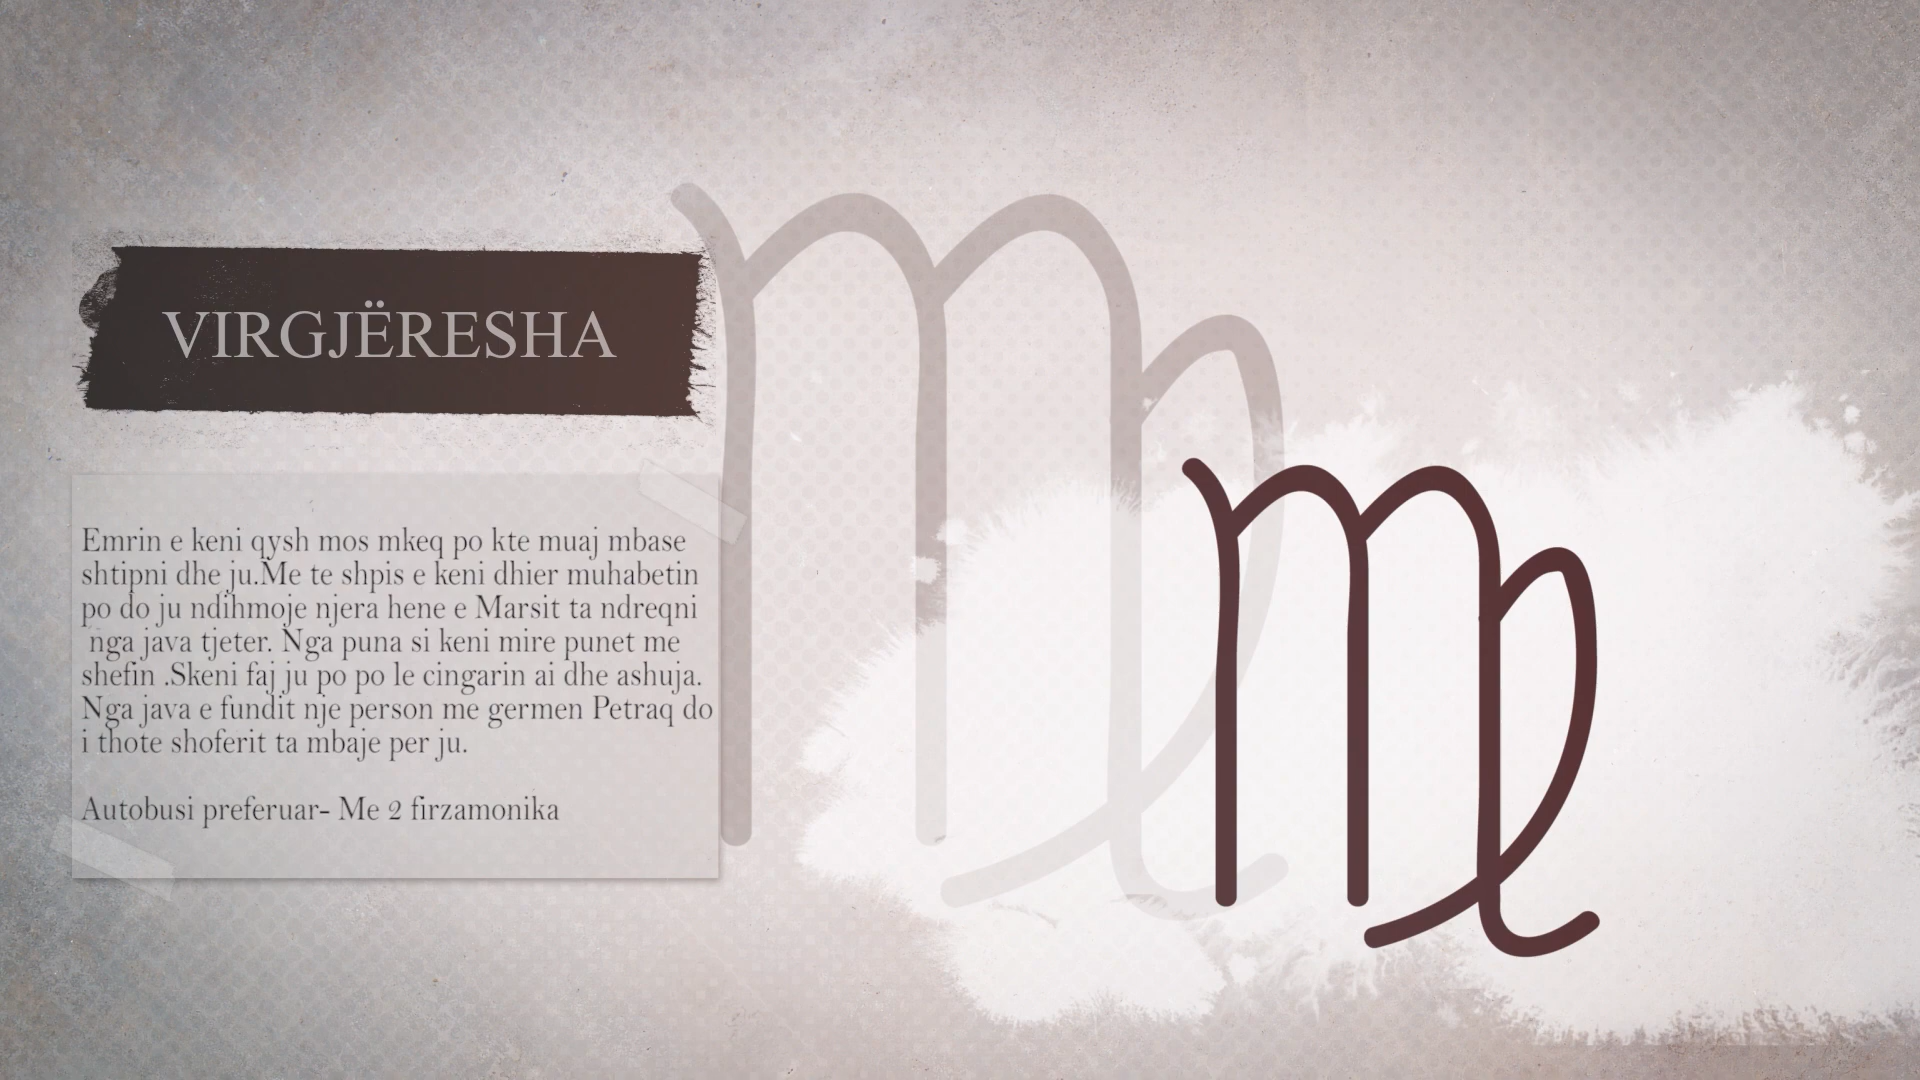 VIRGJËRESHA
Emrin e keni qysh mos mkeq po kte muaj mbase
shtipni dhe ju.Me te shpis e keni dhier muhabetin
po do ju ndihmoje njera hene e Marsit ta ndreqni
nga java tjeter. Nga puna si keni mire punet me
shefin .Skeni faj ju po po le cingarin ai dhe ashuja.
Nga java e fundit nje person me germen Petraq do
i thote shoferit ta mbaje per ju.
Autobusi preferuar- Me 2 firzamonika